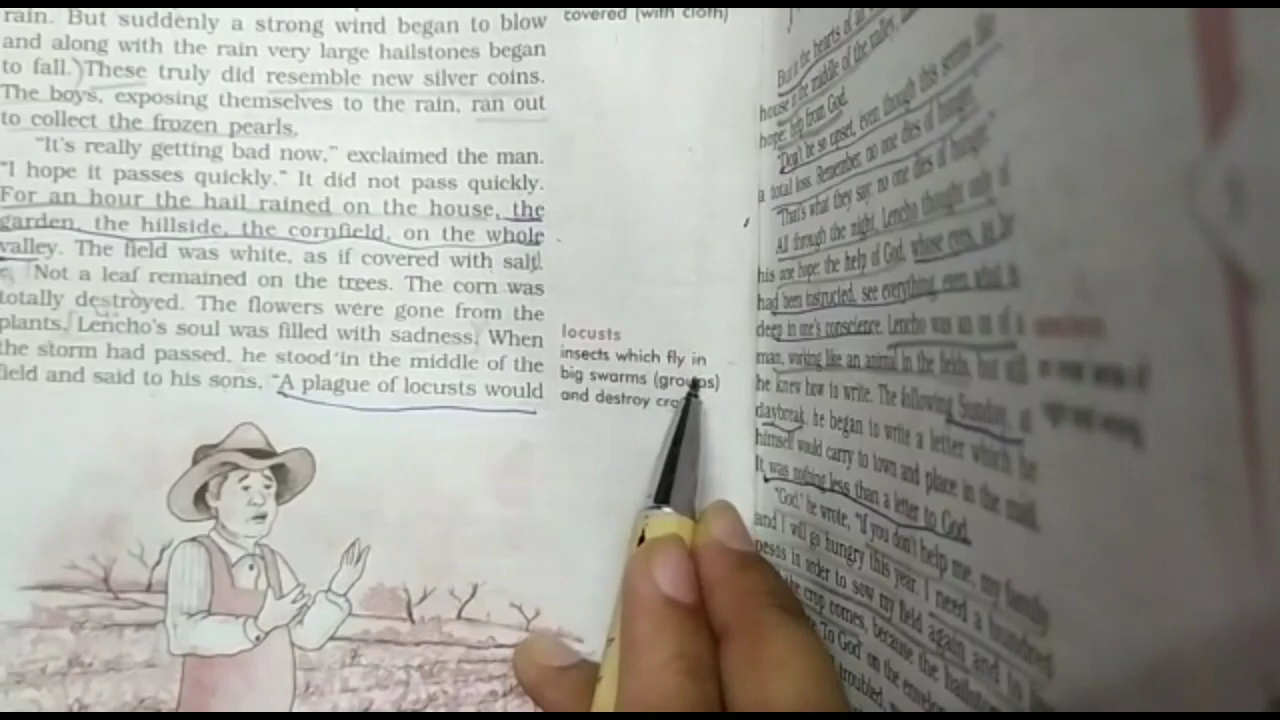 rain. But suddenly a strong wind began to blow
and along with the rain very large hailstones began
to fall. These truly did resemble new silver coins.
The boys, exposing themselves to the rain, ran out
to collect the frozen pearls.
"It's really getting bad now," exclaimed the man.
"I hope it passes quickly." It did not pass quickly.
For an hour the hail rained on the house, the
garden, the hillside, the cornfield, on the whole
valley. The field was white, as if covered with salt.
Not a leaf remained on the trees. The corn was
totally destroyed. The flowers were gone from the
plants. Lencho's soul was filled with sadness. When
the storm had passed, he stood in the middle of the
field and said to his sons, "A plague of locusts would
covered (with cloth)
locusts
insects which fly in
big swarms (groups)
and destroy
But in the hearts of
house in the middle of the valley,
hope: help from God.
"Don't be so upset, even though this seems like
a total loss. Remember, no one dies of hunger."
"That's what they say: no one dies of hunger."
All through the night, Lencho thought only of
his one hope: the help of God, whose eyes, as he
had been instructed, see everything, even what is
deep in one's conscience. Lencho was an ox of a
man, working like an animal in the fields, but still
he knew how to write. The following Sunday, at
daybreak, he began to write a letter which he
himself would carry to town and place in the mail.
It was nothing less than a letter to God.
"God," he wrote, "if you don't help me, my family
and I will go hungry this year. I need a hundred
pesos in order to sow my field again and to
the crop comes, because the hailstorm
'To God' on the
troubled,